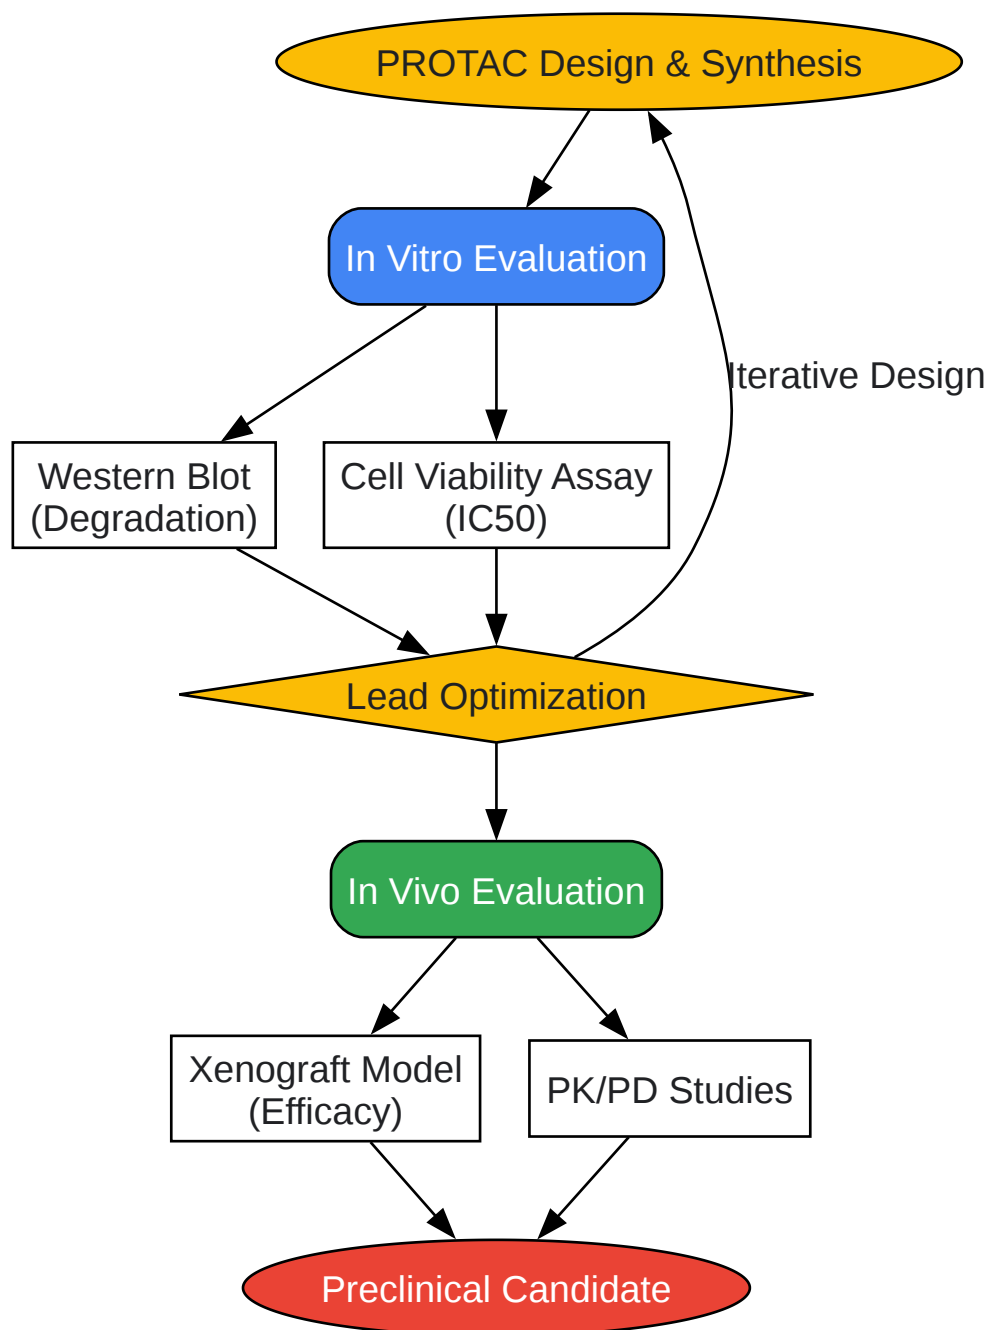 PROTAC Design & Synthesis
In Vitro Evaluation
Iterative Design
Western Blot
(Degradation)
Cell Viability Assay
(IC50)
Lead Optimization
In Vivo Evaluation
Xenograft Model
(Efficacy)
PK/PD Studies
Preclinical Candidate